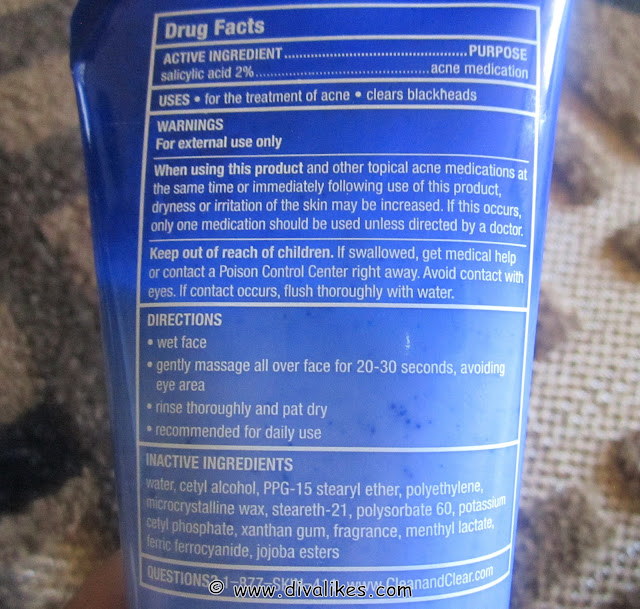 Drug Facts
ACTIVE INGREDIENT................................................PURPOSE
salicylic acid 2%............................................acne medication
USES • for the treatment of acne • clears blackheads
WARNINGS
For external use only
When using this product and other topical acne medications at
the same time or immediately following use of this product,
dryness or irritation of the skin may be increased. If this occurs,
only one medication should be used unless directed by a doctor.
Keep out of reach of children. If swallowed, get medical help
or contact a Poison Control Center right away. Avoid contact with
eyes. If contact occurs, flush thoroughly with water.
DIRECTIONS
• wet face
• gently massage all over face for 20-30 seconds, avoiding
eye area
• rinse thoroughly and pat dry
• recommended for daily use
INACTIVE INGREDIENTS
water, cetyl alcohol, PPG-15 stearyl ether, polyethylene,
microcrystalline wax, steareth-21, polysorbate 60, potassium
cetyl phosphate, xanthan gum, fragrance, menthyl lactate,
ferric ferrocyanide, jojoba esters
QUESTIONS? 1-877-SKIN www.CleanandClear.com
© www.divalikes.com